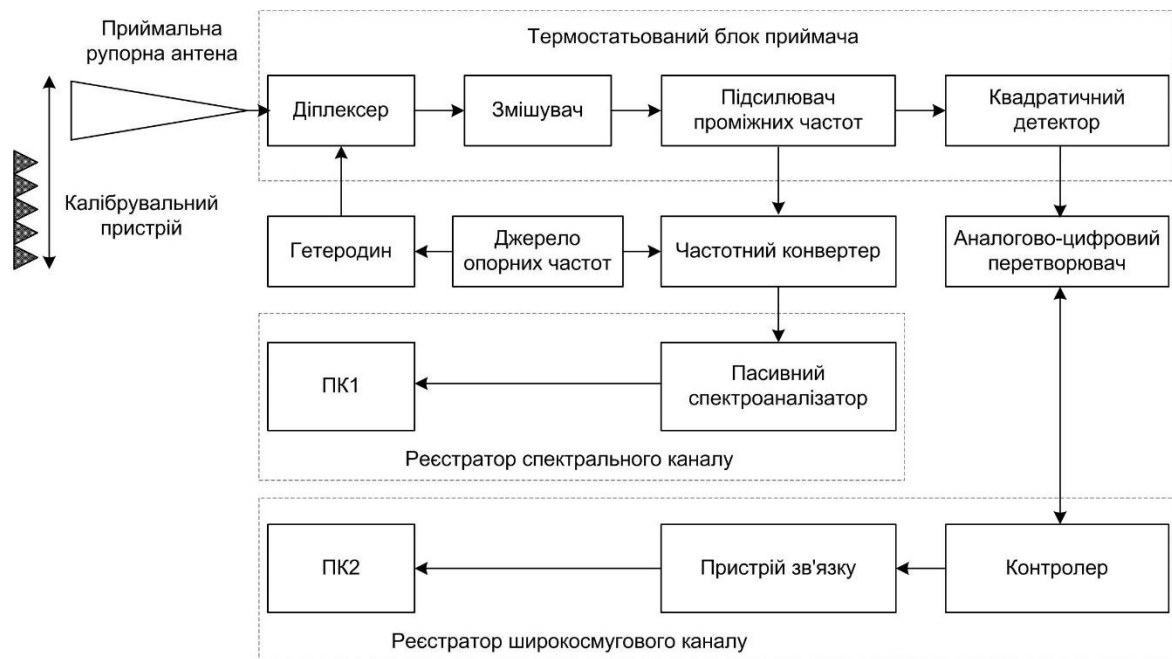 Приймальна
рупорна антена
Термостатьований блок приймача
Діплексер
Змішувач
Підсилювач
проміжних частот
Квадратичний
детектор
Калібрувальний
пристрій
Гетеродин
Джерело
опорних частот
Частотний конвертер
Аналогово-цифровий
перетворювач
ПК1
Пасивний
спектроаналізатор
Реєстратор спектрального каналу
ПК2
Пристрій зв'язку
Контролер
Реєстратор широкосмугового каналу